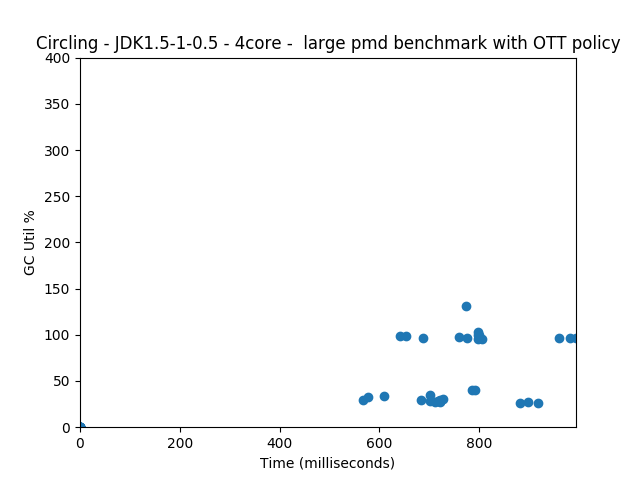 Circling - JDK1.5-1-0.5 - 4core -  large pmd benchmark with OTT policy
400
350
300
250
200
150
100
50
0
GC Util %
0 200 400 600 800
Time (milliseconds)